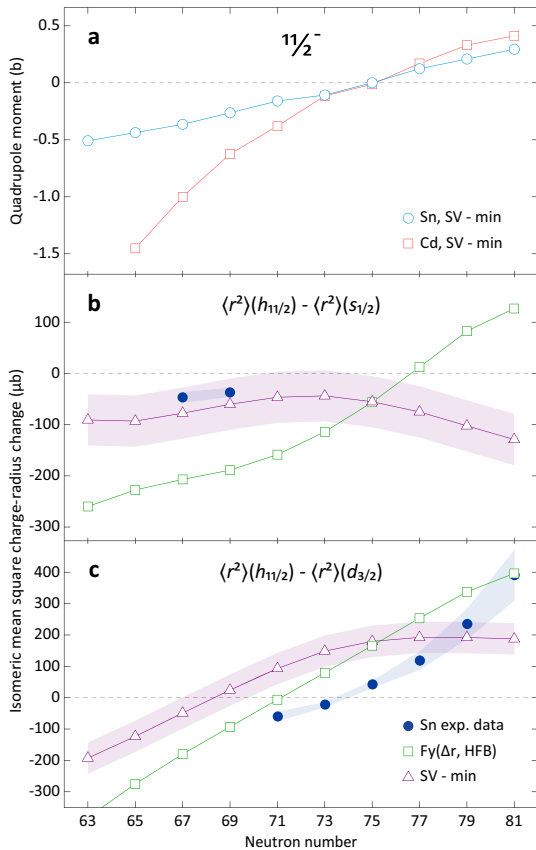 a
11/2⁻
0.5
0
-0.5
-1.0
-1.5
Quadrupole moment (b)
Sn, SV - min
Cd, SV - min
b
⟨r²⟩(h₁₁/₂) - ⟨r²⟩(s₁/₂)
100
0
-100
-200
-300
Isomeric mean square charge-radius change (μb)
c
⟨r²⟩(h₁₁/₂) - ⟨r²⟩(d₃/₂)
400
300
200
100
0
-100
-200
-300
Sn exp. data
Fy(Δr, HFB)
SV - min
63 65 67 69 71 73 75 77 79 81
Neutron number